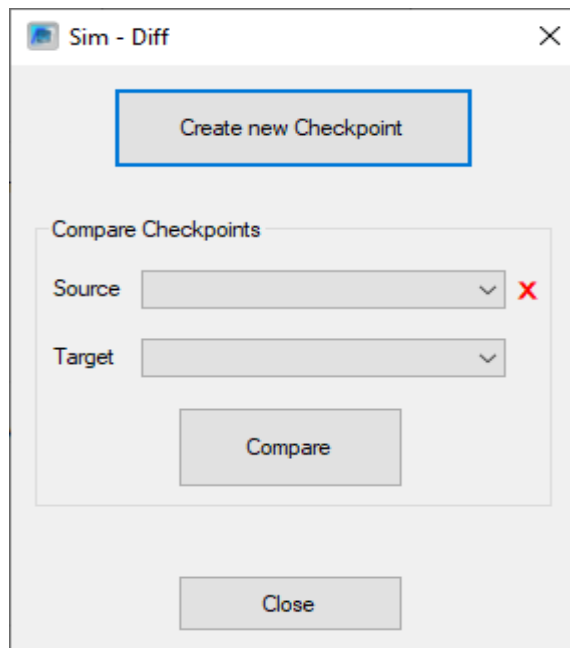 Sim - Diff
Create new Checkpoint
Compare Checkpoints
Source
Target
Compare
Close